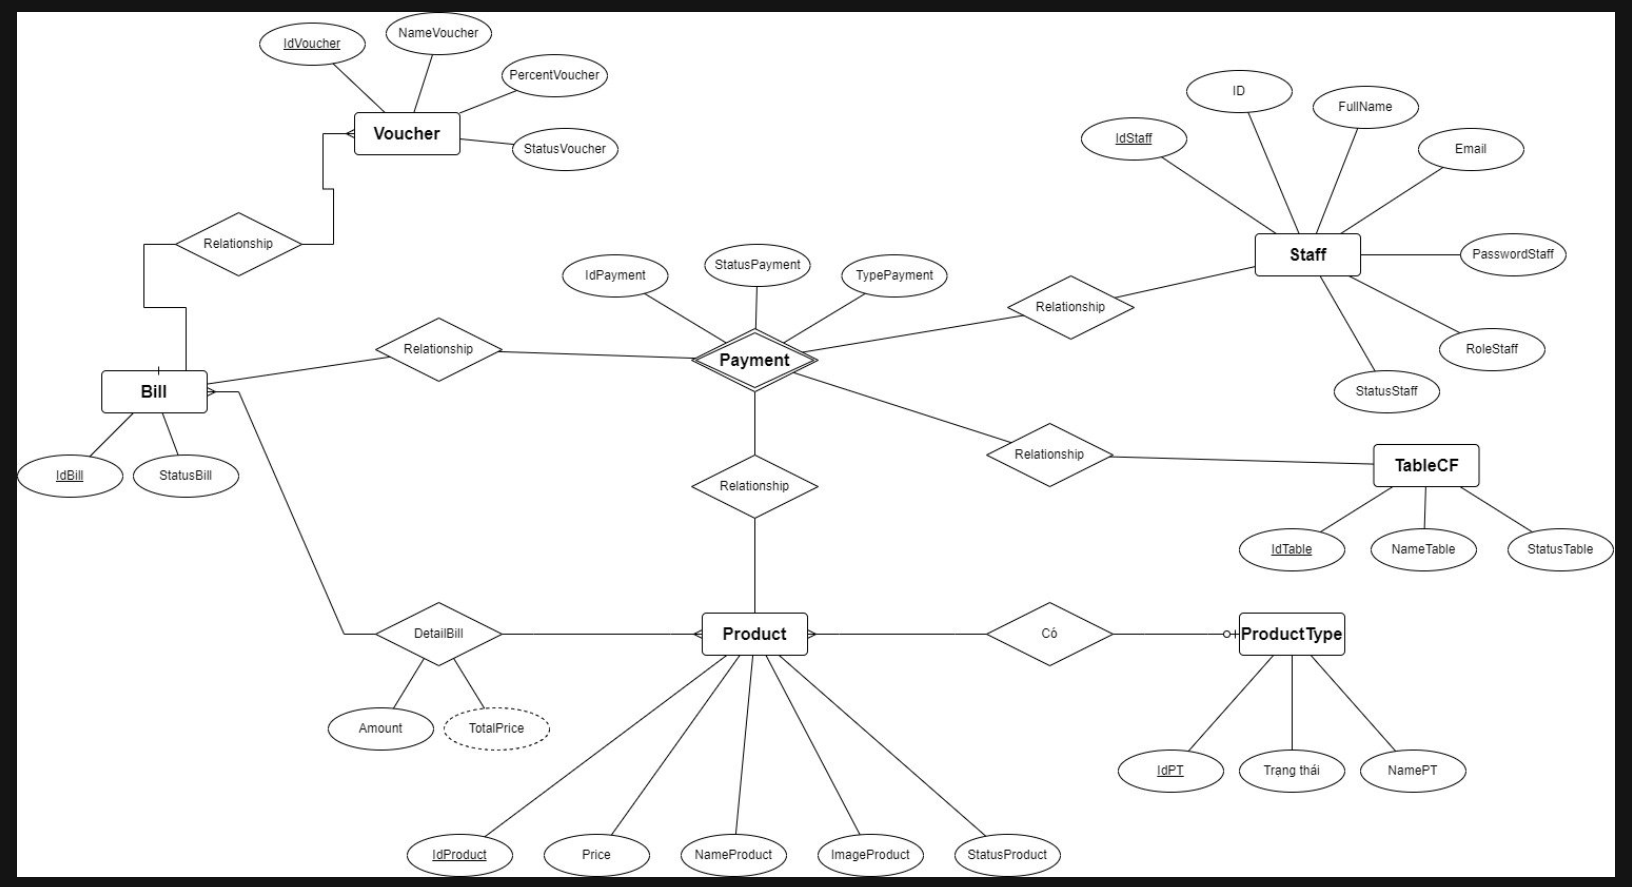 NameVoucher
IdVoucher
PercentVoucher
Voucher
StatusVoucher
ID
FullName
IdStaff
Email
Relationship
Staff
PasswordStaff
IdPayment
StatusPayment
TypePayment
Relationship
Relationship
Payment
RoleStaff
StatusStaff
Bill
IdBill
StatusBill
Relationship
Relationship
TableCF
IdTable
NameTable
StatusTable
DetailBill
Product
Có
ProductType
Amount
TotalPrice
IdPT
Trạng thái
NamePT
IdProduct
Price
NameProduct
ImageProduct
StatusProduct